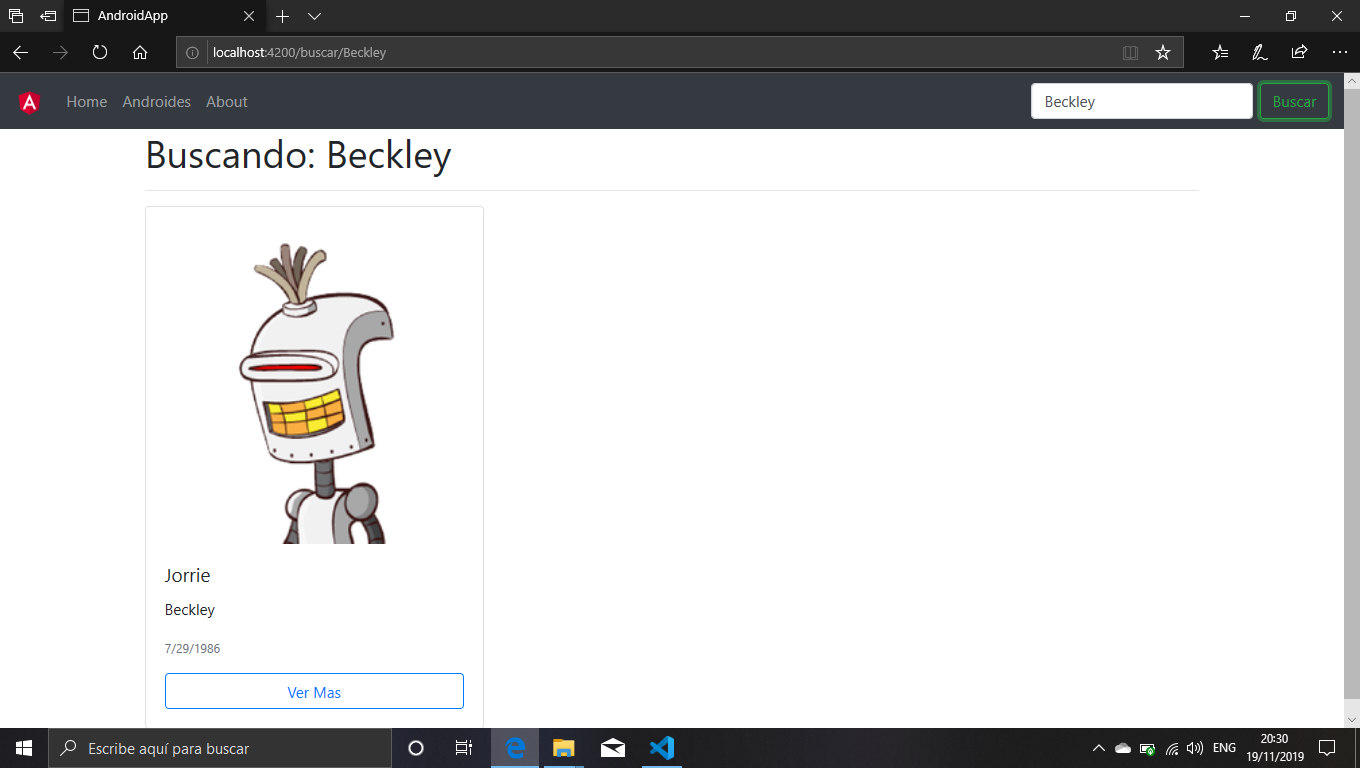 AndroidApp
localhost:4200/buscar/Beckley
A
Home
Androides
About
Beckley
Buscar
Buscando: Beckley
Jorrie
Beckley
7/29/1986
Ver Mas
Escribe aquí para buscar
ENG
20:30
19/11/2019